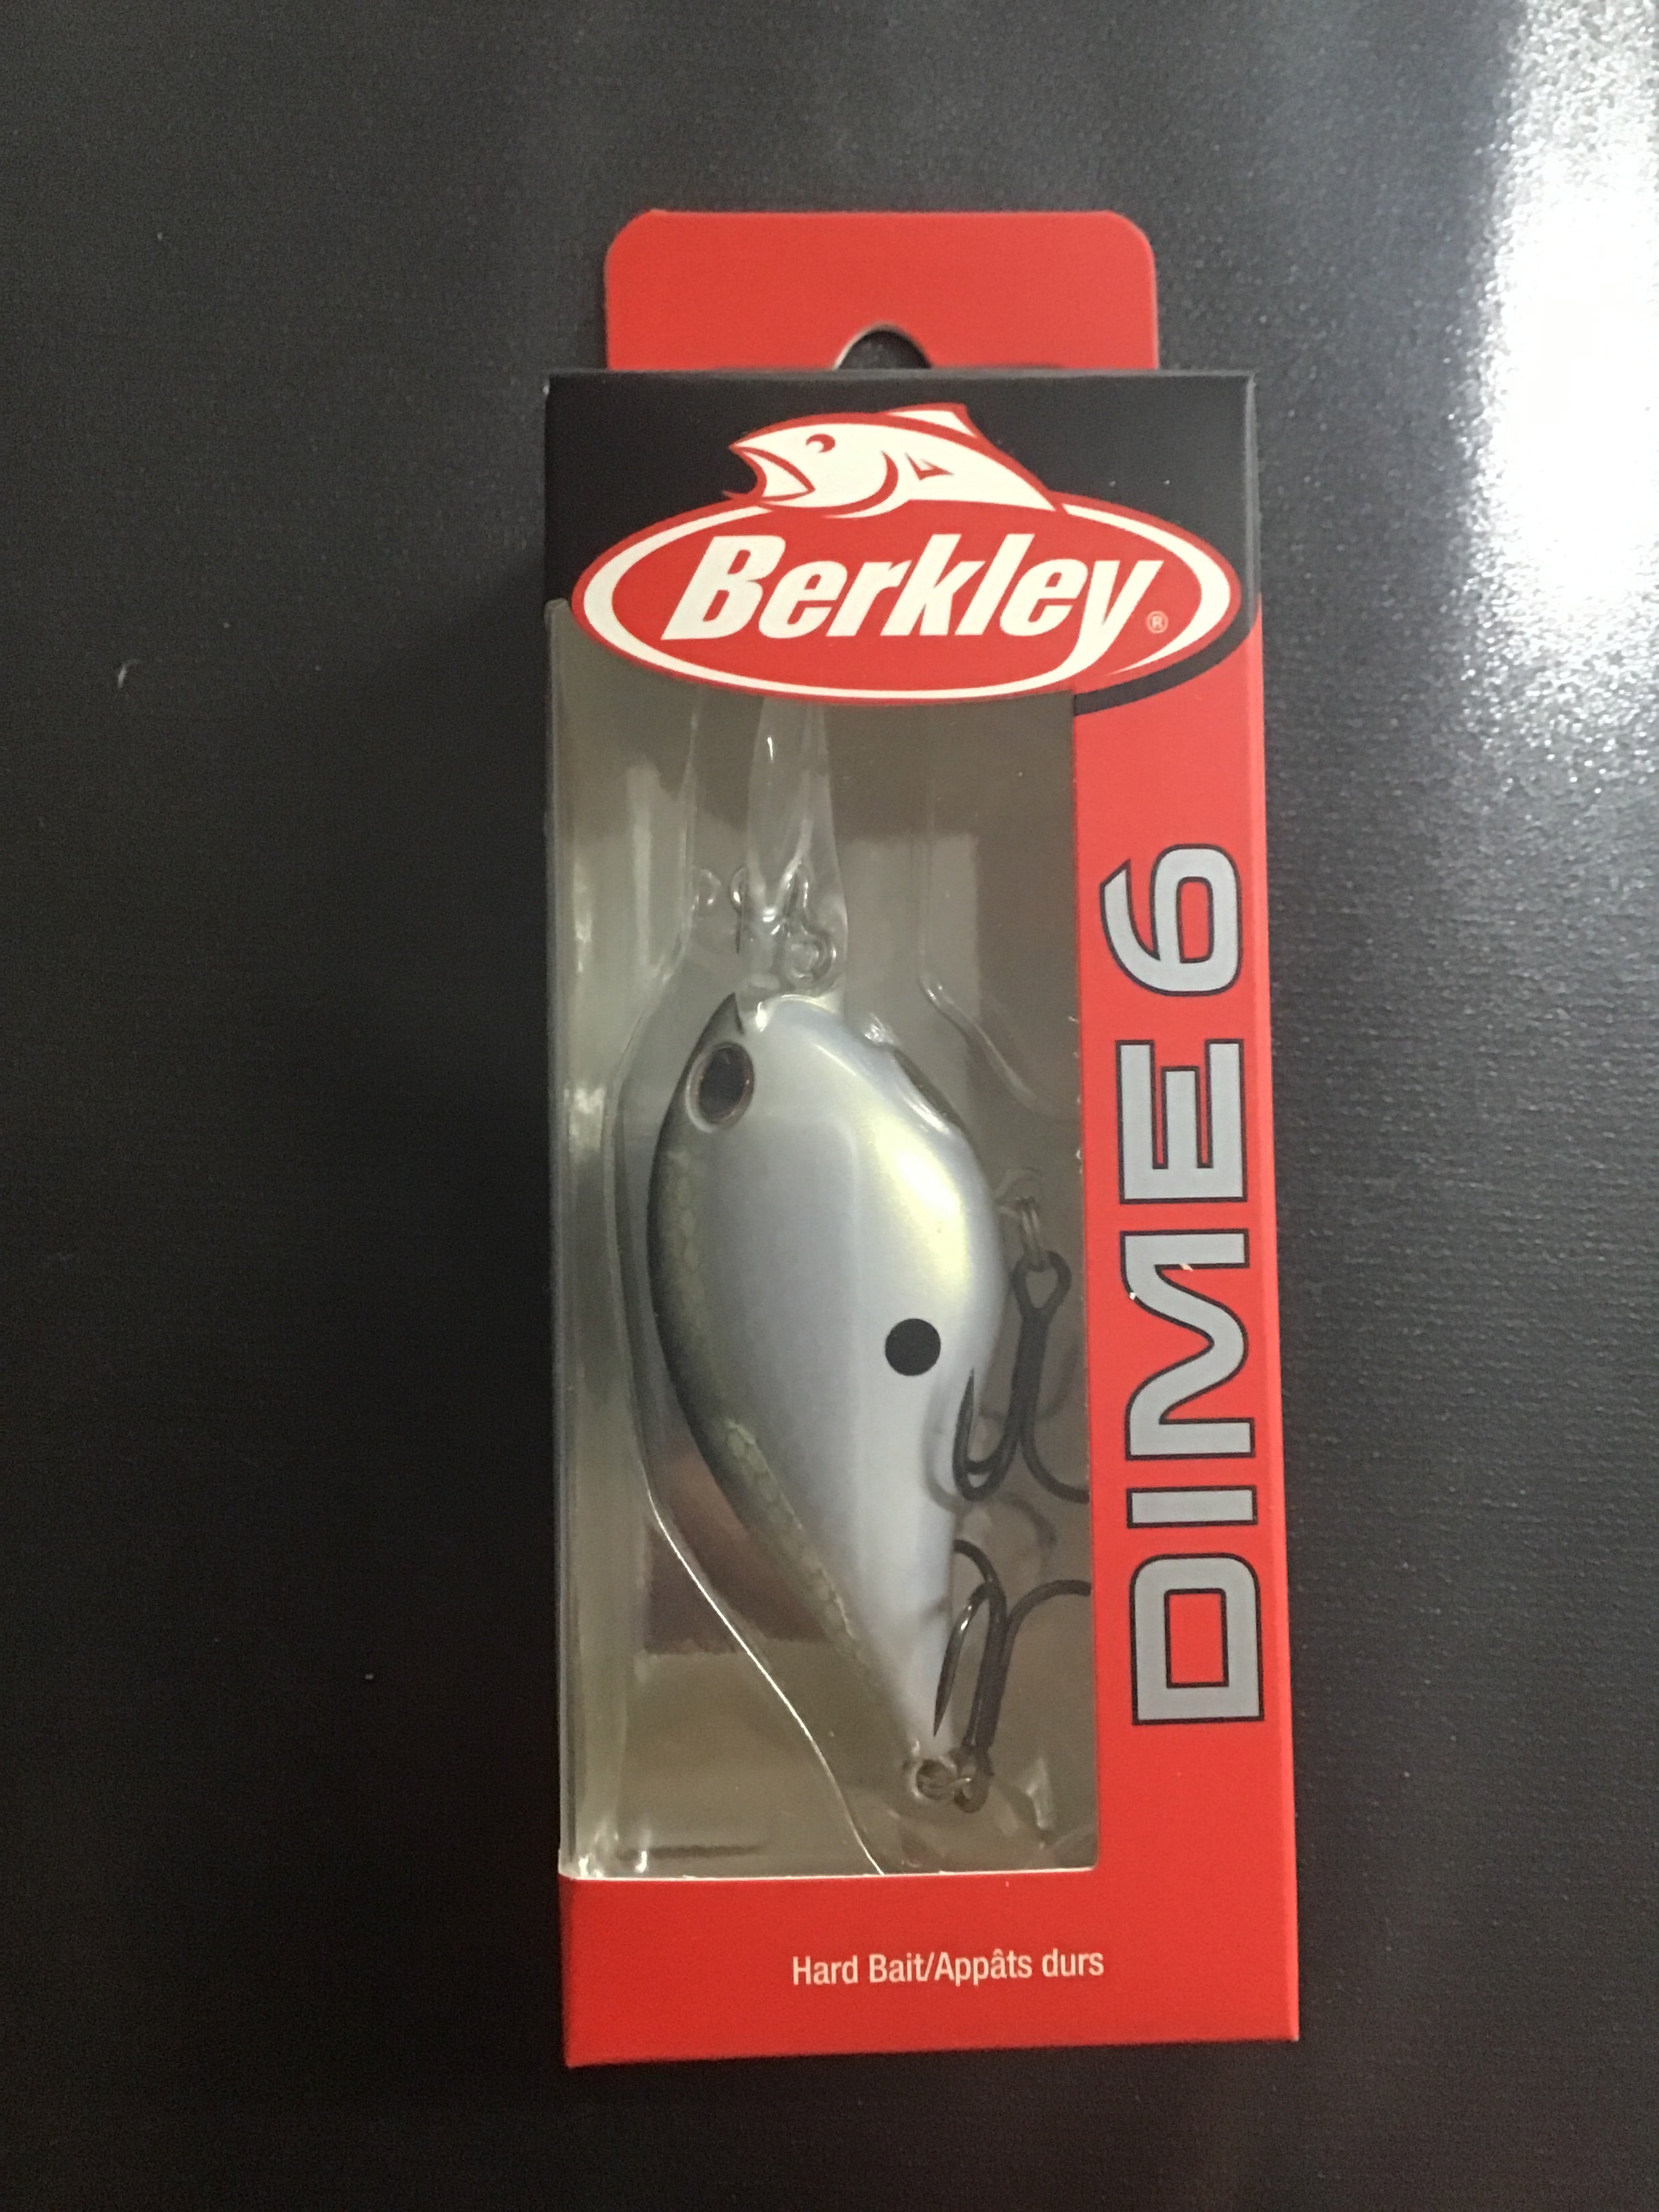 Berkley®
DIME 6
Hard Bait/Appâts durs